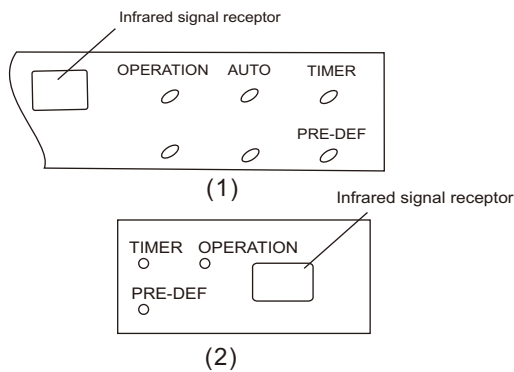 Infrared signal receptor
OPERATION AUTO TIMER
PRE-DEF
(1)
Infrared signal receptor
TIMER OPERATION
PRE-DEF
(2)